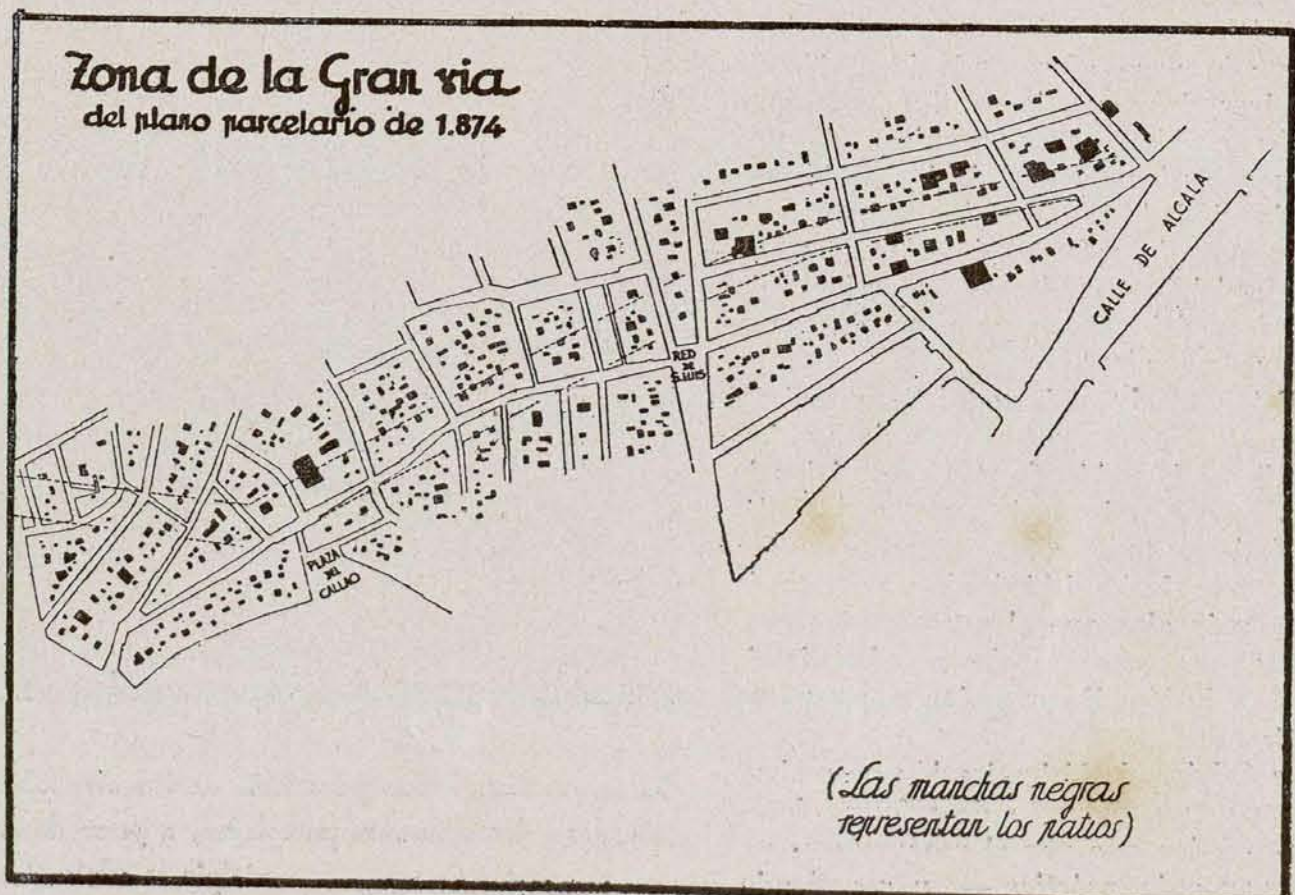 Zona de la Gran via
del plano parcelario de 1.874
CALLE DE ALCALA
RED
DE
S. LUIS
PLAZA
DEL
CALLAO
(Las manchas negras
representan los patios)